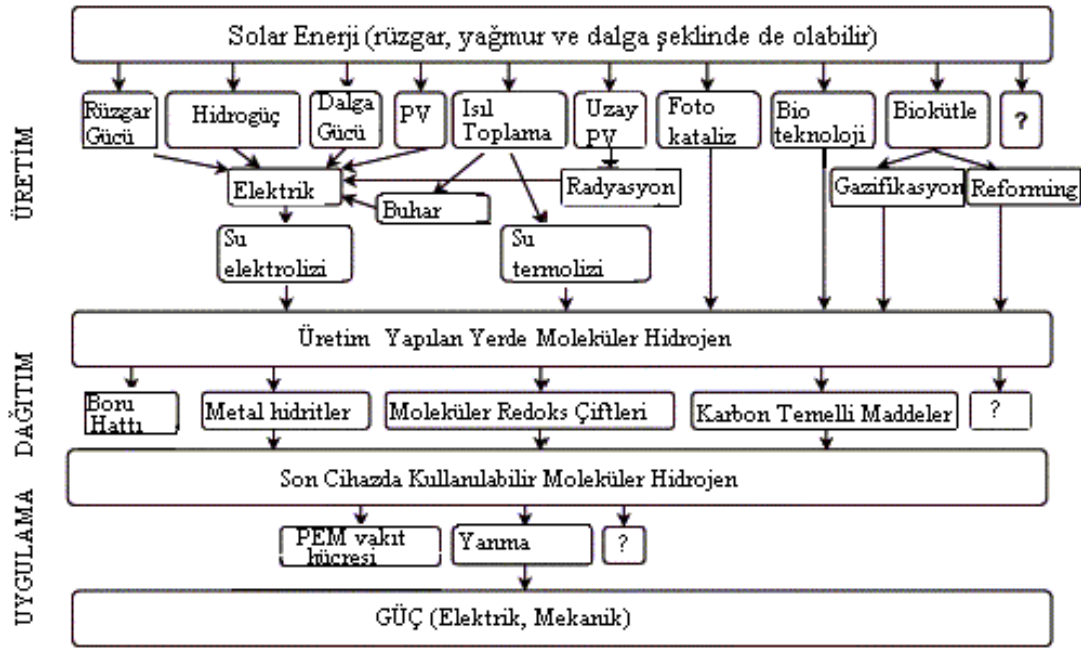 Solar Enerji (rüzgar, yağmur ve dalga şeklinde de olabilir)
ÜRETİM
Rüzgar
Gücü
Hidrogüç
Dalga
Gücü
PV
Isıl
Toplama
Uzay
PV
Foto
kataliz
Bio
teknoloji
Biokütle
?
Elektrik
Buhar
Radyasyon
Gazifikasyon
Reforming
Su
elektrolizi
Su
termolizi
Üretim Yapılan Yerde Moleküler Hidrojen
DAĞITIM
Boru
Hattı
Metal hidritler
Moleküler Redoks Çiftleri
Karbon Temelli Maddeler
?
Son Cihazda Kullanılabilir Moleküler Hidrojen
UYGULAMA
PEM vakıt
hücresi
Yanma
?
GÜÇ (Elektrik, Mekanik)